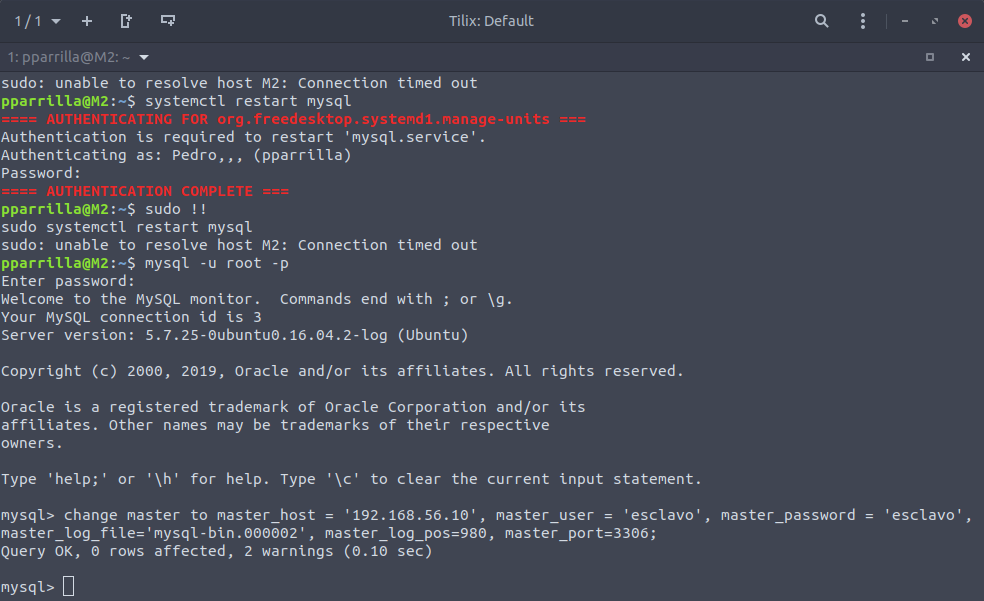 1 / 1
Tilix: Default
1: pparrilla@M2: ~
sudo: unable to resolve host M2: Connection timed out
pparrilla@M2:~$ systemctl restart mysql
==== AUTHENTICATING FOR org.freedesktop.systemd1.manage-units ===
Authentication is required to restart 'mysql.service'.
Authenticating as: Pedro,,, (pparrilla)
Password:
==== AUTHENTICATION COMPLETE ===
pparrilla@M2:~$ sudo !!
sudo systemctl restart mysql
sudo: unable to resolve host M2: Connection timed out
pparrilla@M2:~$ mysql -u root -p
Enter password:
Welcome to the MySQL monitor.  Commands end with ; or \g.
Your MySQL connection id is 3
Server version: 5.7.25-0ubuntu0.16.04.2-log (Ubuntu)
Copyright (c) 2000, 2019, Oracle and/or its affiliates. All rights reserved.
Oracle is a registered trademark of Oracle Corporation and/or its
affiliates. Other names may be trademarks of their respective
owners.
Type 'help;' or '\h' for help. Type '\c' to clear the current input statement.
mysql> change master to master_host = '192.168.56.10', master_user = 'esclavo', master_password = 'esclavo',
master_log_file='mysql-bin.000002', master_log_pos=980, master_port=3306;
Query OK, 0 rows affected, 2 warnings (0.10 sec)
mysql>